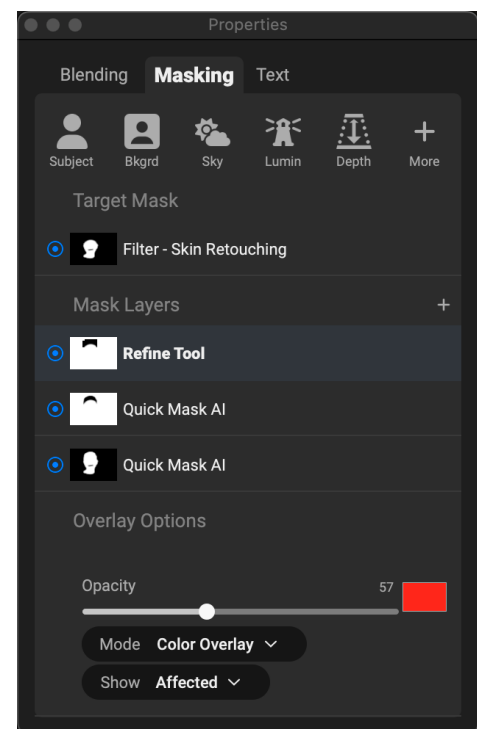 Properties
Blending Masking Text
Subject Bkgrd Sky Lumin Depth More
Target Mask
Filter - Skin Retouching
Mask Layers +
Refine Tool
Quick Mask AI
Quick Mask AI
Overlay Options
Opacity 57
Mode Color Overlay
Show Affected